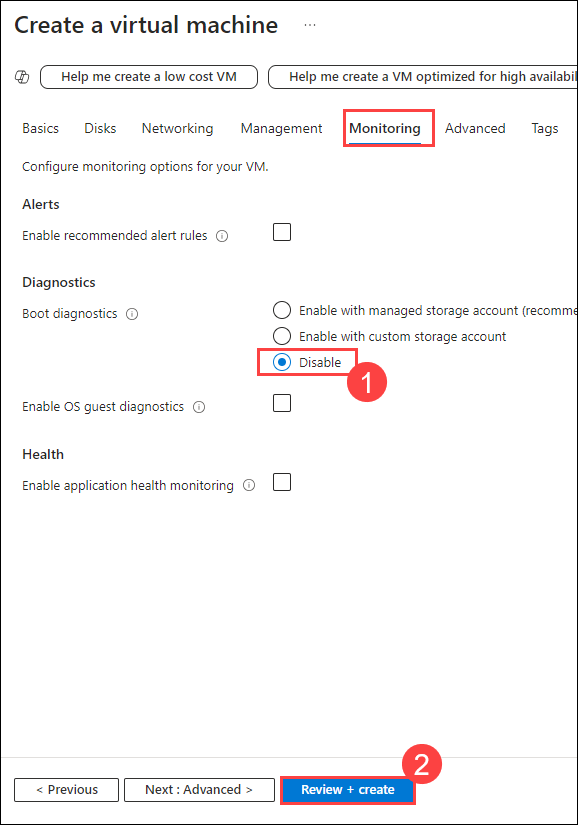 Create a virtual machine ...
Help me create a low cost VM
Help me create a VM optimized for high availabil
Basics Disks Networking Management Monitoring Advanced Tags
Configure monitoring options for your VM.
Alerts
Enable recommended alert rules
Diagnostics
Boot diagnostics
Enable with managed storage account (recomme
Enable with custom storage account
Disable
1
Enable OS guest diagnostics
Health
Enable application health monitoring
2
< Previous
Next : Advanced >
Review + create